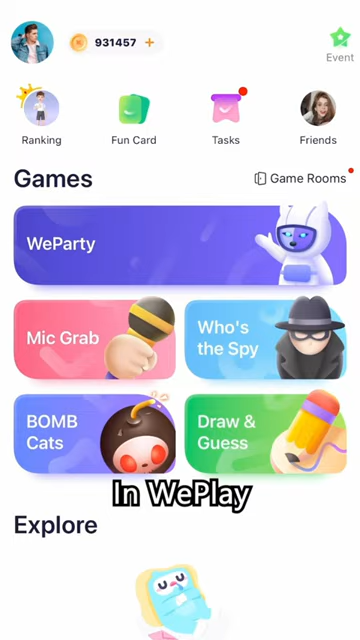 931457 +
Event
Ranking
Fun Card
Tasks
Friends
Games
Game Rooms
WeParty
Mic Grab
Who's
the Spy
BOMB
Cats
Draw &
Guess
In WePlay
Explore